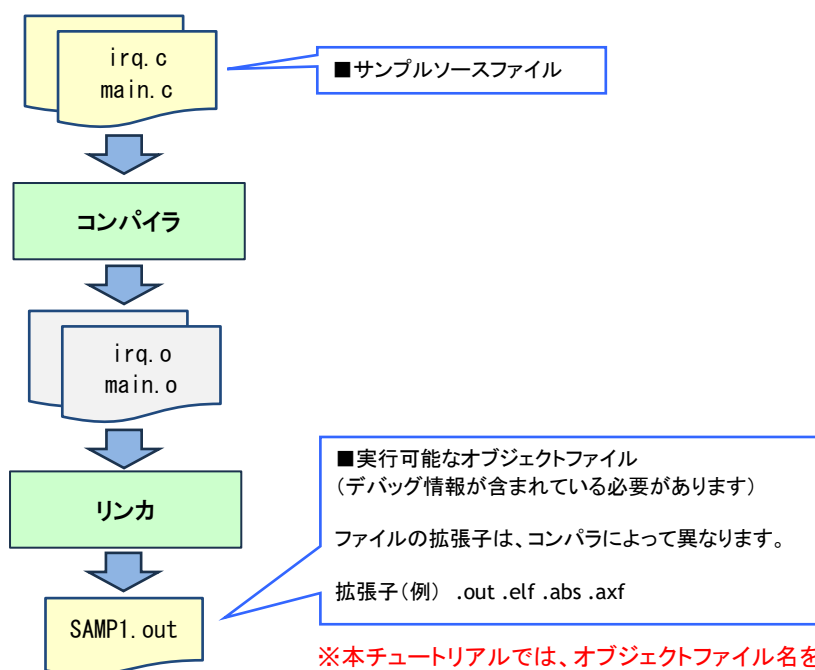 irq.c
main.c
■サンプルソースファイル
コンパイラ
irq.o
main.o
■実行可能なオブジェクトファイル
(デバッグ情報が含まれている必要があります)
リンカ
ファイルの拡張子は、コンパラによって異なります。
拡張子(例) .out .elf .abs .axf
SAMP1.out
※本チュートリアルでは、オブジェクトファイル名を